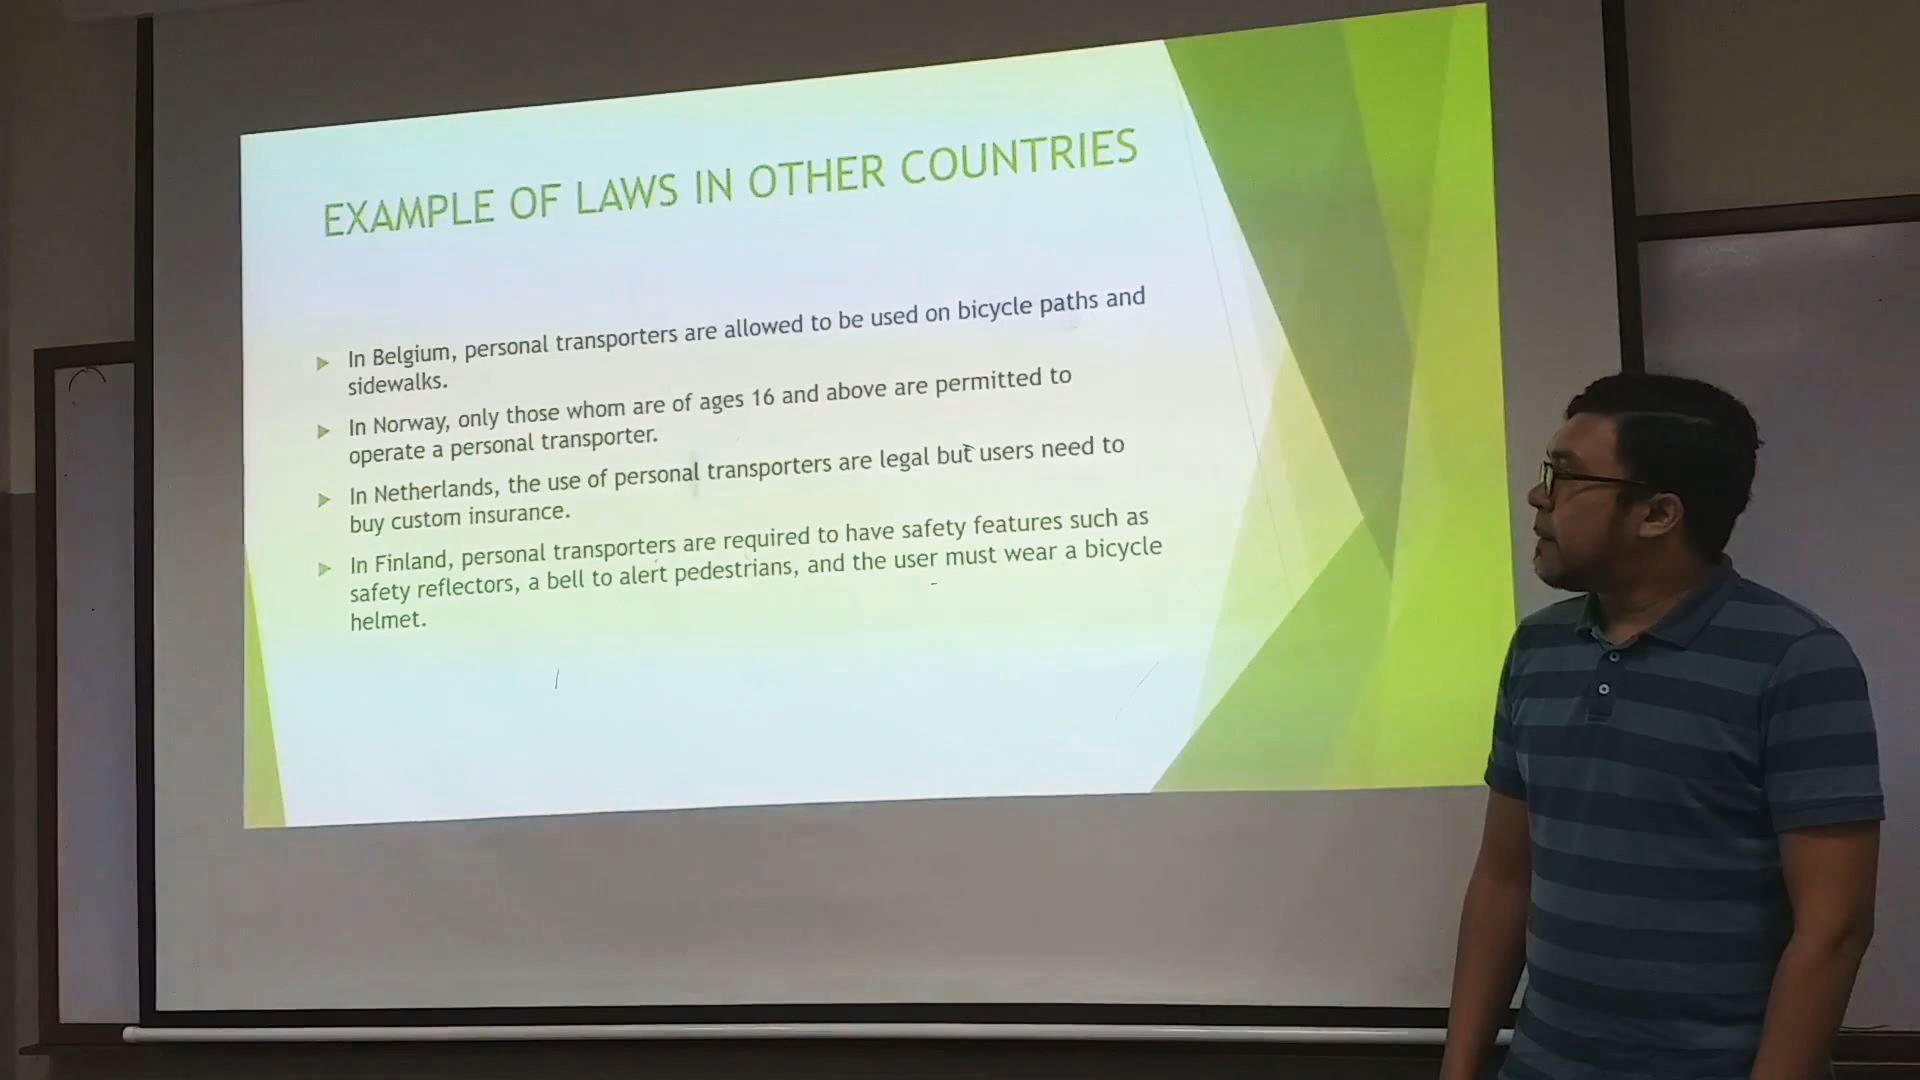 EXAMPLE OF LAWS IN OTHER COUNTRIES
In Belgium, personal transporters are allowed to be used on bicycle paths and
sidewalks.
In Norway, only those whom are of ages 16 and above are permitted to
operate a personal transporter.
In Netherlands, the use of personal transporters are legal but users need to
buy custom insurance.
In Finland, personal transporters are required to have safety features such as
safety reflectors, a bell to alert pedestrians, and the user must wear a bicycle
helmet.